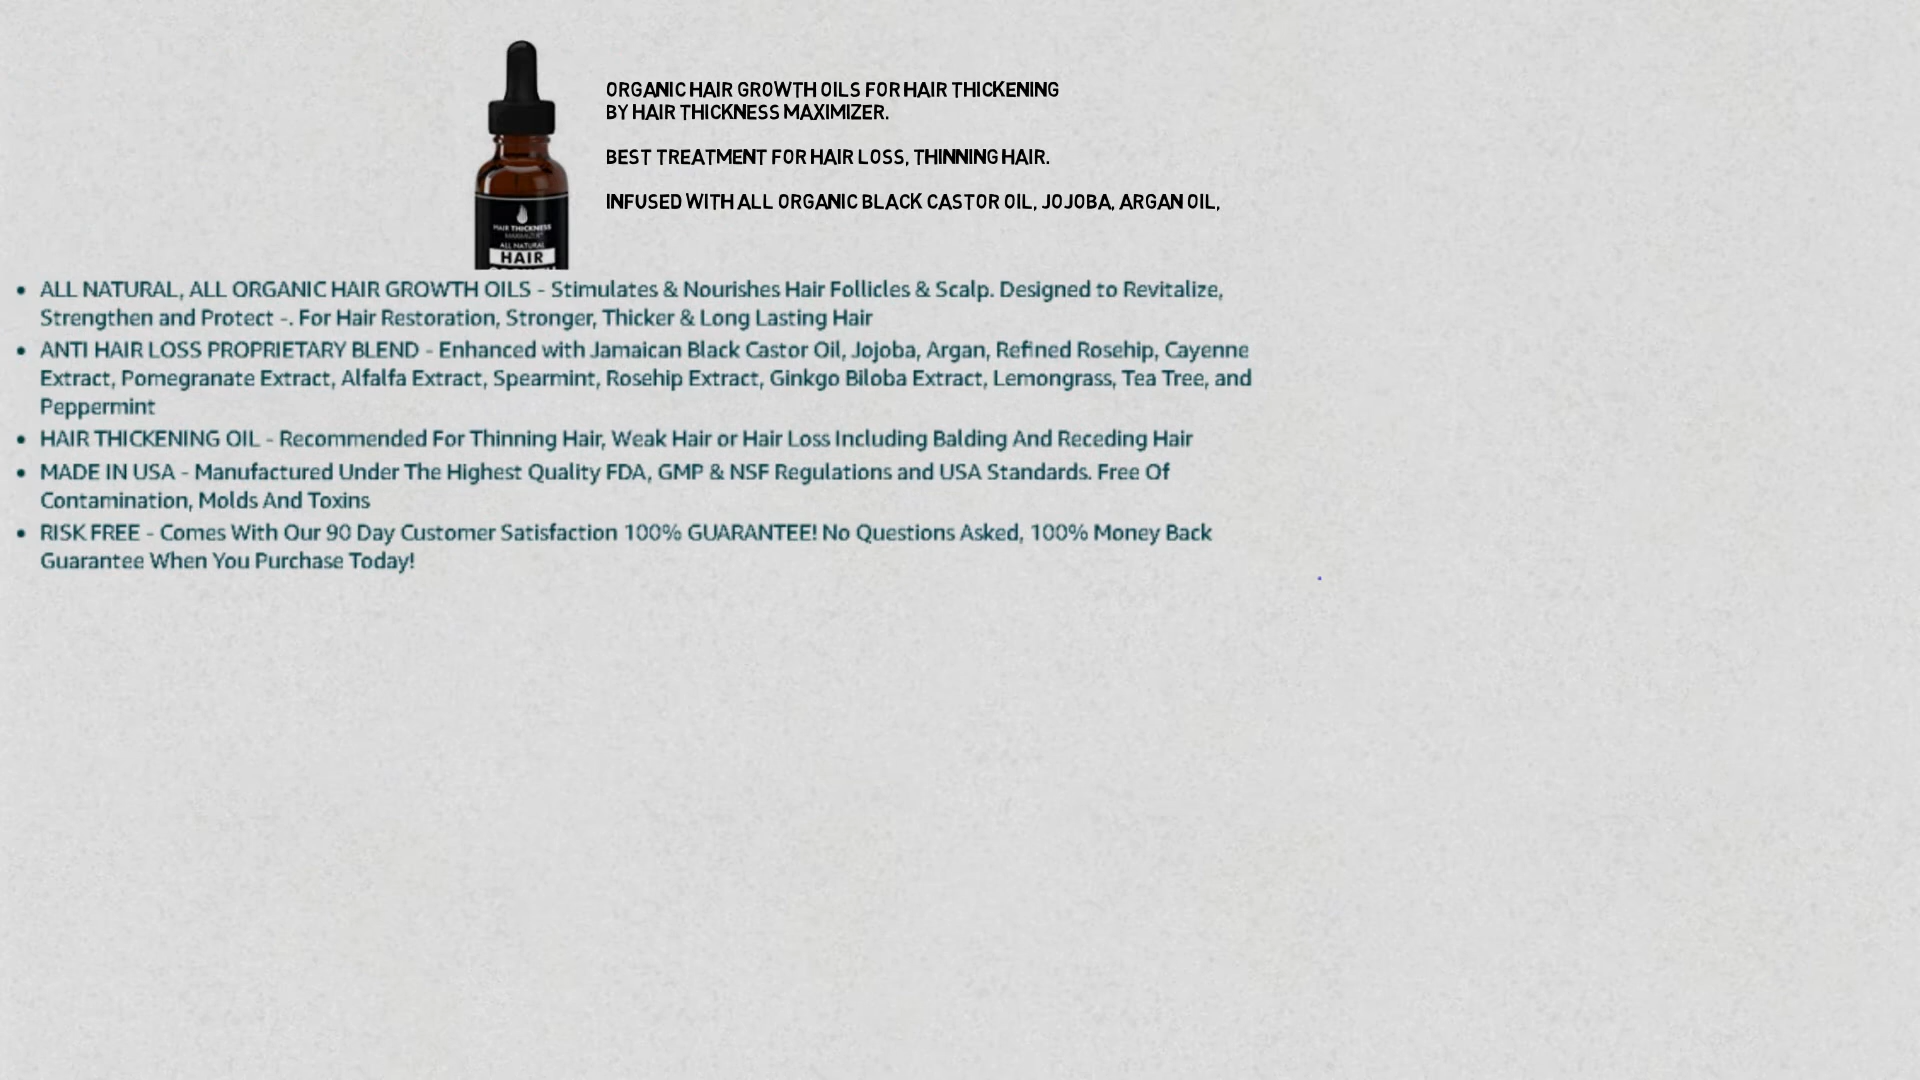 ORGANIC HAIR GROWTH OILS FOR HAIR THICKENING
BY HAIR THICKNESS MAXIMIZER.
BEST TREATMENT FOR HAIR LOSS, THINNING HAIR.
INFUSED WITH ALL ORGANIC BLACK CASTOR OIL, JOJOBA, ARGAN OIL,
HAIR THICKNESS
MAXIMIZER
ALL NATURAL
HAIR
• ALL NATURAL, ALL ORGANIC HAIR GROWTH OILS - Stimulates & Nourishes Hair Follicles & Scalp. Designed to Revitalize,
Strengthen and Protect -. For Hair Restoration, Stronger, Thicker & Long Lasting Hair
• ANTI HAIR LOSS PROPRIETARY BLEND - Enhanced with Jamaican Black Castor Oil, Jojoba, Argan, Refined Rosehip, Cayenne
Extract, Pomegranate Extract, Alfalfa Extract, Spearmint, Rosehip Extract, Ginkgo Biloba Extract, Lemongrass, Tea Tree, and
Peppermint
• HAIR THICKENING OIL - Recommended For Thinning Hair, Weak Hair or Hair Loss Including Balding And Receding Hair
• MADE IN USA - Manufactured Under The Highest Quality FDA, GMP & NSF Regulations and USA Standards. Free Of
Contamination, Molds And Toxins
• RISK FREE - Comes With Our 90 Day Customer Satisfaction 100% GUARANTEE! No Questions Asked, 100% Money Back
Guarantee When You Purchase Today!